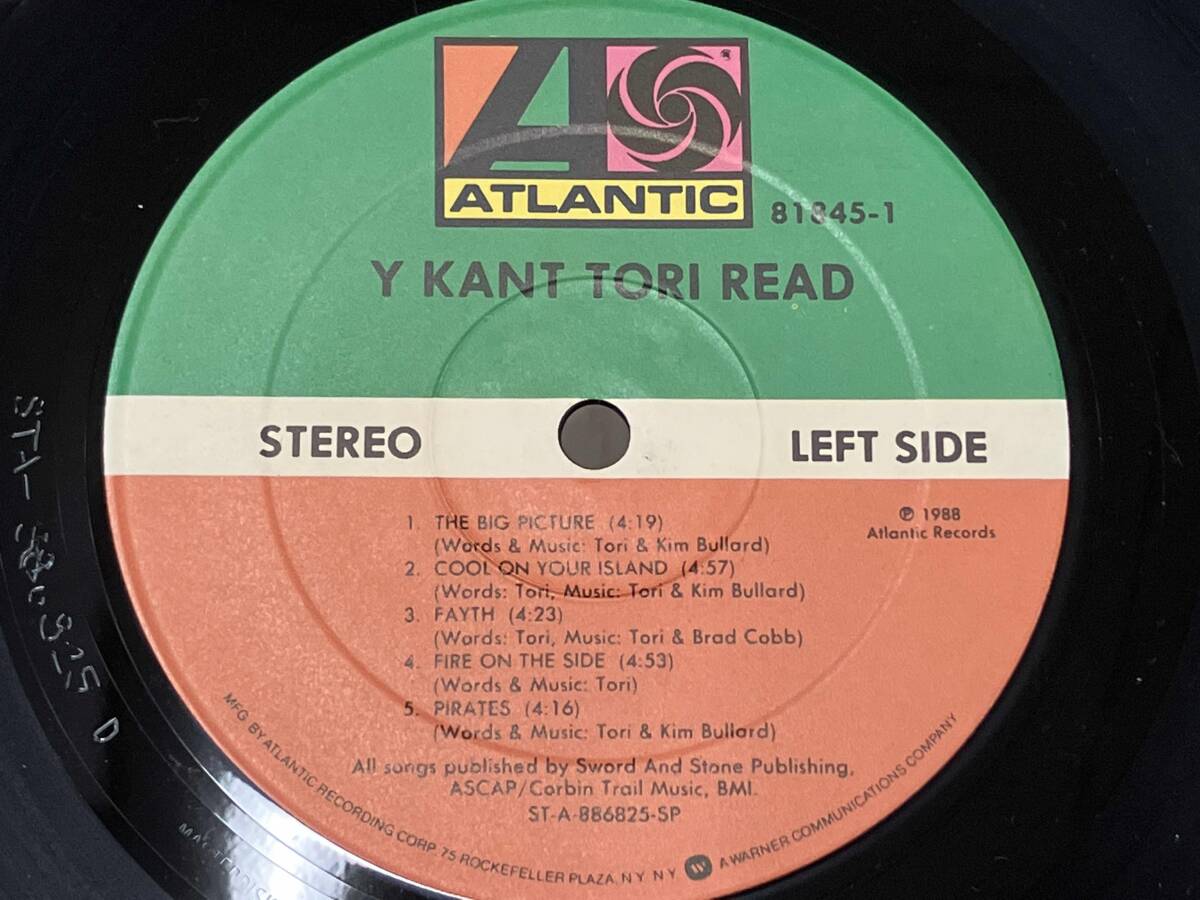 ATLANTIC
81845-1
Y KANT TORI READ
STEREO
LEFT SIDE
℗ 1988
Atlantic Records
1. THE BIG PICTURE (4:19)
(Words & Music: Tori & Kim Bullard)
2. COOL ON YOUR ISLAND (4:57)
(Words: Tori, Music: Tori & Kim Bullard)
3. FAYTH (4:23)
(Words: Tori, Music: Tori & Brad Cobb)
4. FIRE ON THE SIDE (4:53)
(Words & Music: Tori)
5. PIRATES (4:16)
(Words & Music: Tori & Kim Bullard)
All songs published by Sword And Stone Publishing,
ASCAP/Corbin Trail Music, BMI.
ST-A-886825-SP
MFG BY ATLANTIC RECORDING CORP. 75 ROCKEFELLER PLAZA, N.Y. N.Y. A WARNER COMMUNICATIONS COMPANY